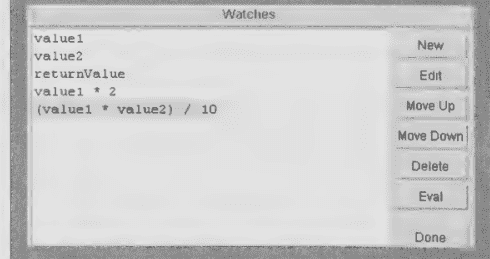 Watches
value1
value2
returnValue
value1 * 2
(value1 * value2) / 10
New
Edit
Move Up
Move Down
Delete
Eval
Done